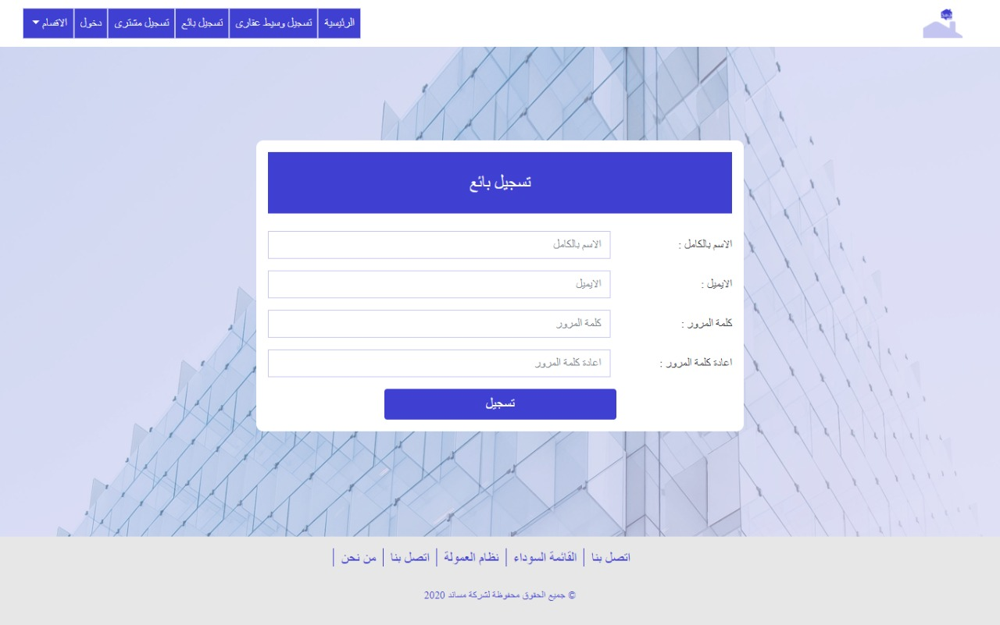 الرئيسية
تسجيل وسيط عقارى
تسجيل بائع
تسجيل مشترى
دخول
الاقسام
تسجيل بائع
الاسم بالكامل :
الاسم بالكامل
الايميل :
الايميل
كلمة المرور :
كلمة المرور
اعادة كلمة المرور :
اعادة كلمة المرور
تسجيل
اتصل بنا
القائمة السوداء
نظام العمولة
اتصل بنا
من نحن
© جميع الحقوق محفوظة لشركة مساند 2020